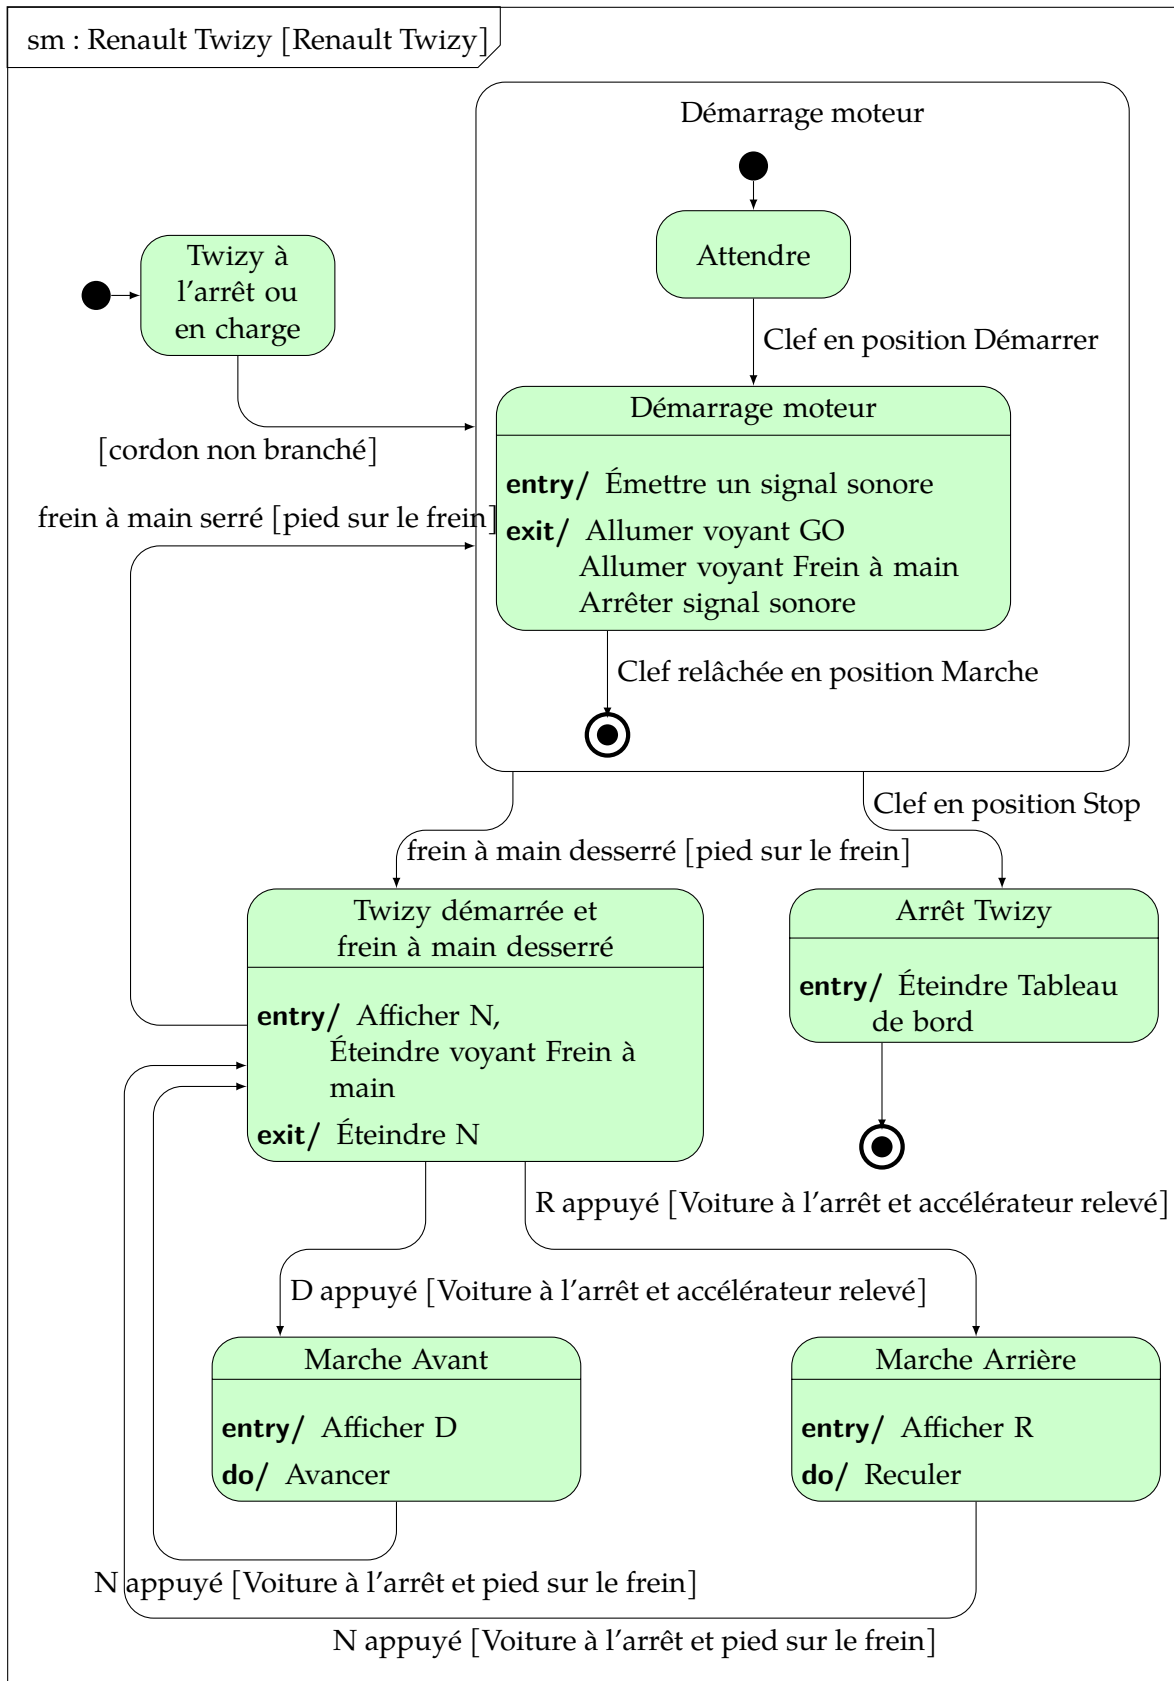 sm : Renault Twizy [Renault Twizy]
Démarrage moteur
Twizy à
l'arrêt ou
en charge
Attendre
Clef en position Démarrer
[cordon non branché]
Démarrage moteur
entry/ Émettre un signal sonore
exit/ Allumer voyant GO
Allumer voyant Frein à main
Arrêter signal sonore
frein à main serré [pied sur le frein]
Clef relâchée en position Marche
Clef en position Stop
frein à main desserré [pied sur le frein]
Twizy démarrée et
frein à main desserré
entry/ Afficher N,
Éteindre voyant Frein à
main
exit/ Éteindre N
Arrêt Twizy
entry/ Éteindre Tableau
de bord
R appuyé [Voiture à l'arrêt et accélérateur relevé]
D appuyé [Voiture à l'arrêt et accélérateur relevé]
Marche Avant
entry/ Afficher D
do/ Avancer
Marche Arrière
entry/ Afficher R
do/ Reculer
N appuyé [Voiture à l'arrêt et pied sur le frein]
N appuyé [Voiture à l'arrêt et pied sur le frein]